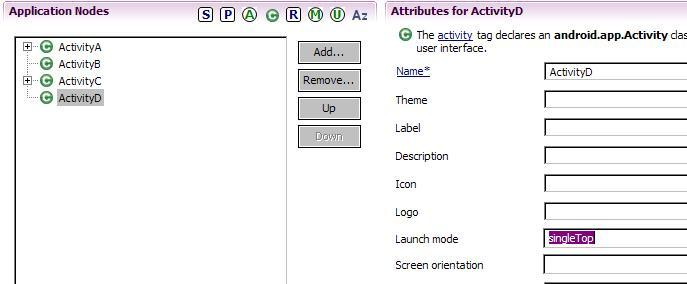 Application Nodes
S P A C R M U Az
ActivityA
ActivityB
ActivityC
ActivityD
Add...
Remove...
Up
Down
Attributes for ActivityD
C The activity tag declares an android.app.Activity clas
user interface.
Name* ActivityD
Theme
Label
Description
Icon
Logo
Launch mode singleTop
Screen orientation